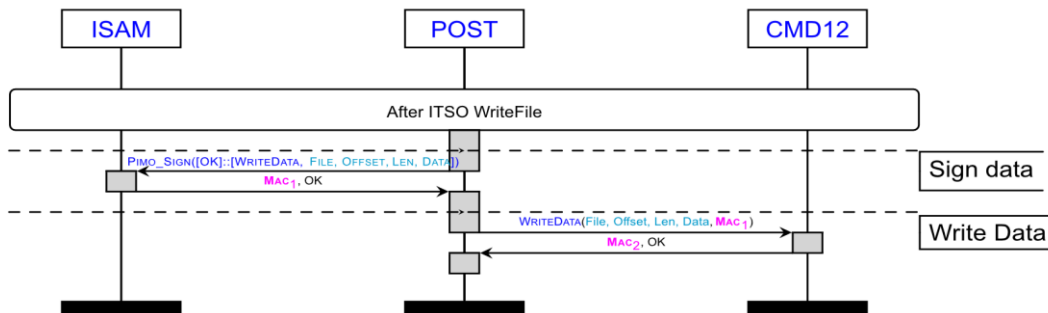 ISAM POST CMD12
After ITSO WriteFile
PIMO_SIGN([OK]::[WRITEDATA, FILE, OFFSET, LEN, DATA])
Sign data
MAC1, OK
WRITEDATA(File, Offset, Len, Data, MAC1)
Write Data
MAC2, OK